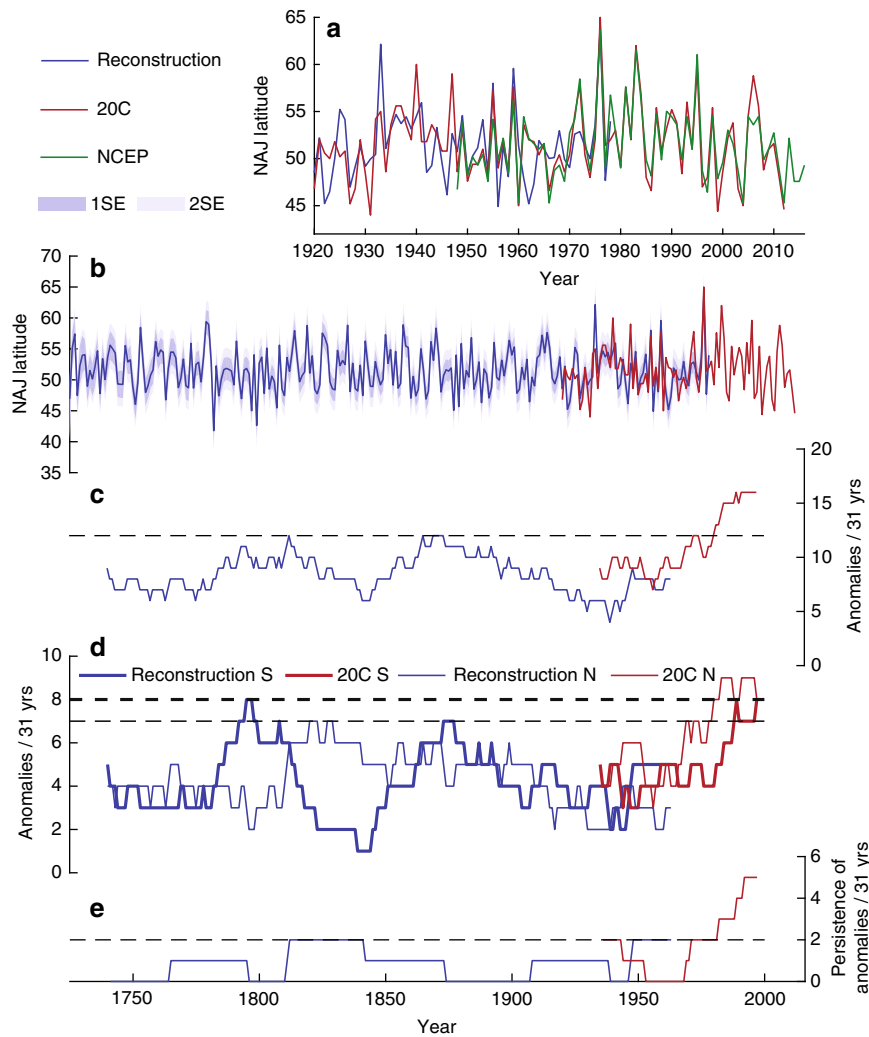 a
Reconstruction
20C
NCEP
1SE 2SE
NAJ latitude
65
60
55
50
45
1920 1930 1940 1950 1960 1970 1980 1990 2000 2010
Year
b
NAJ latitude
70
65
60
55
50
45
40
35
c
20
15
10
5
0
Anomalies / 31 yrs
d
Reconstruction S 20C S Reconstruction N 20C N
Anomalies / 31 yrs
10
8
6
4
2
0
e
6
4
2
0
Persistence of
anomalies / 31 yrs
1750 1800 1850 1900 1950 2000
Year